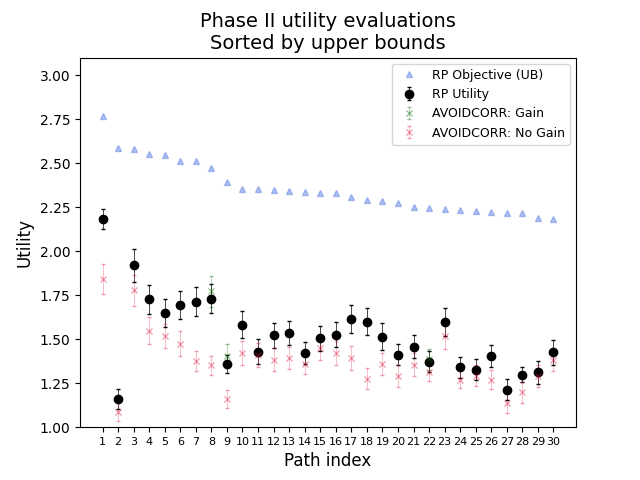 Phase II utility evaluations
Sorted by upper bounds
RP Objective (UB)
RP Utility
AVOIDCORR: Gain
AVOIDCORR: No Gain
Utility
3.00
2.75
2.50
2.25
2.00
1.75
1.50
1.25
1.00
1 2 3 4 5 6 7 8 9 10 11 12 13 14 15 16 17 18 19 20 21 22 23 24 25 26 27 28 29 30
Path index